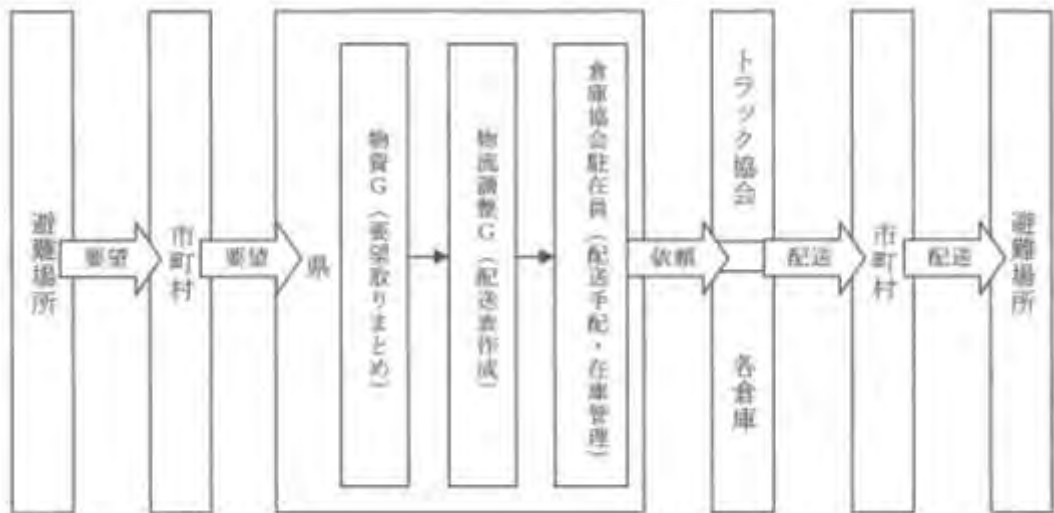 避難場所
要望
市町村
要望
県
物資G（要望取りまとめ）
物流調整G（配送表作成）
倉庫協会駐在員（配送手配・在庫管理）
依頼
トラック協会
各倉庫
配送
市町村
配送
避難場所